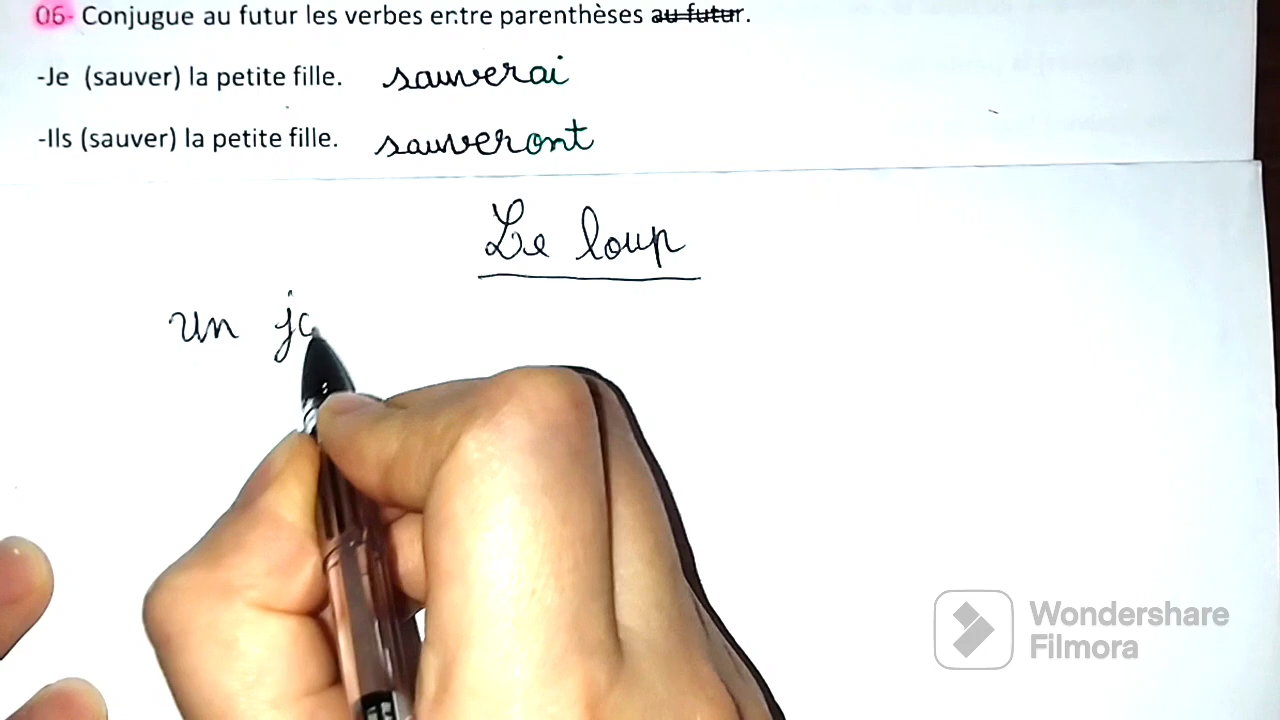 06- Conjugue au futur les verbes entre parenthèses au futur.
-Je (sauver) la petite fille. sauverai
-Ils (sauver) la petite fille. sauveront
Le loup
Un jo
Wondershare
Filmora